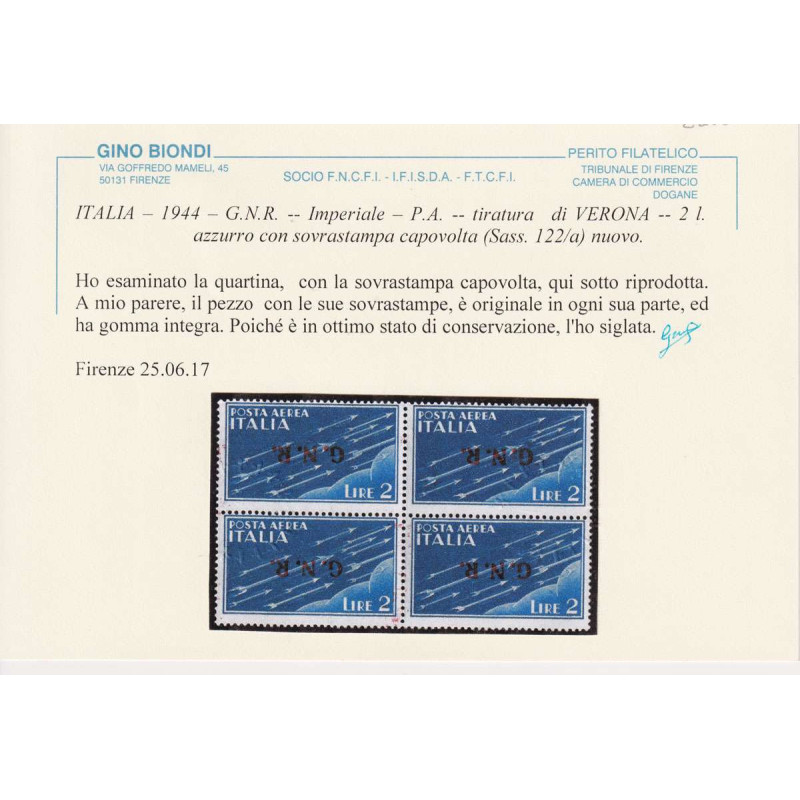 GINO BIONDI
VIA GOFFREDO MAMELI, 45
50131 FIRENZE
SOCIO F.N.C.F.I. - I.F.I.S.D.A. - F.T.C.F.I.
PERITO FILATELICO
TRIBUNALE DI FIRENZE
CAMERA DI COMMERCIO
DOGANE
ITALIA – 1944 – G.N.R. -- Imperiale – P.A. -- tiratura di VERONA -- 2 l.
azzurro con sovrastampa capovolta (Sass. 122/a) nuovo.
Ho esaminato la quartina, con la sovrastampa capovolta, qui sotto riprodotta.
A mio parere, il pezzo con le sue sovrastampe, è originale in ogni sua parte, ed
ha gomma integra. Poiché è in ottimo stato di conservazione, l'ho siglata.
Firenze 25.06.17
POSTA AEREA
ITALIA
G.N.R.
LIRE 2
POSTA AEREA
ITALIA
G.N.R.
LIRE 2
POSTA AEREA
ITALIA
G.N.R.
LIRE 2
POSTA AEREA
ITALIA
G.N.R.
LIRE 2